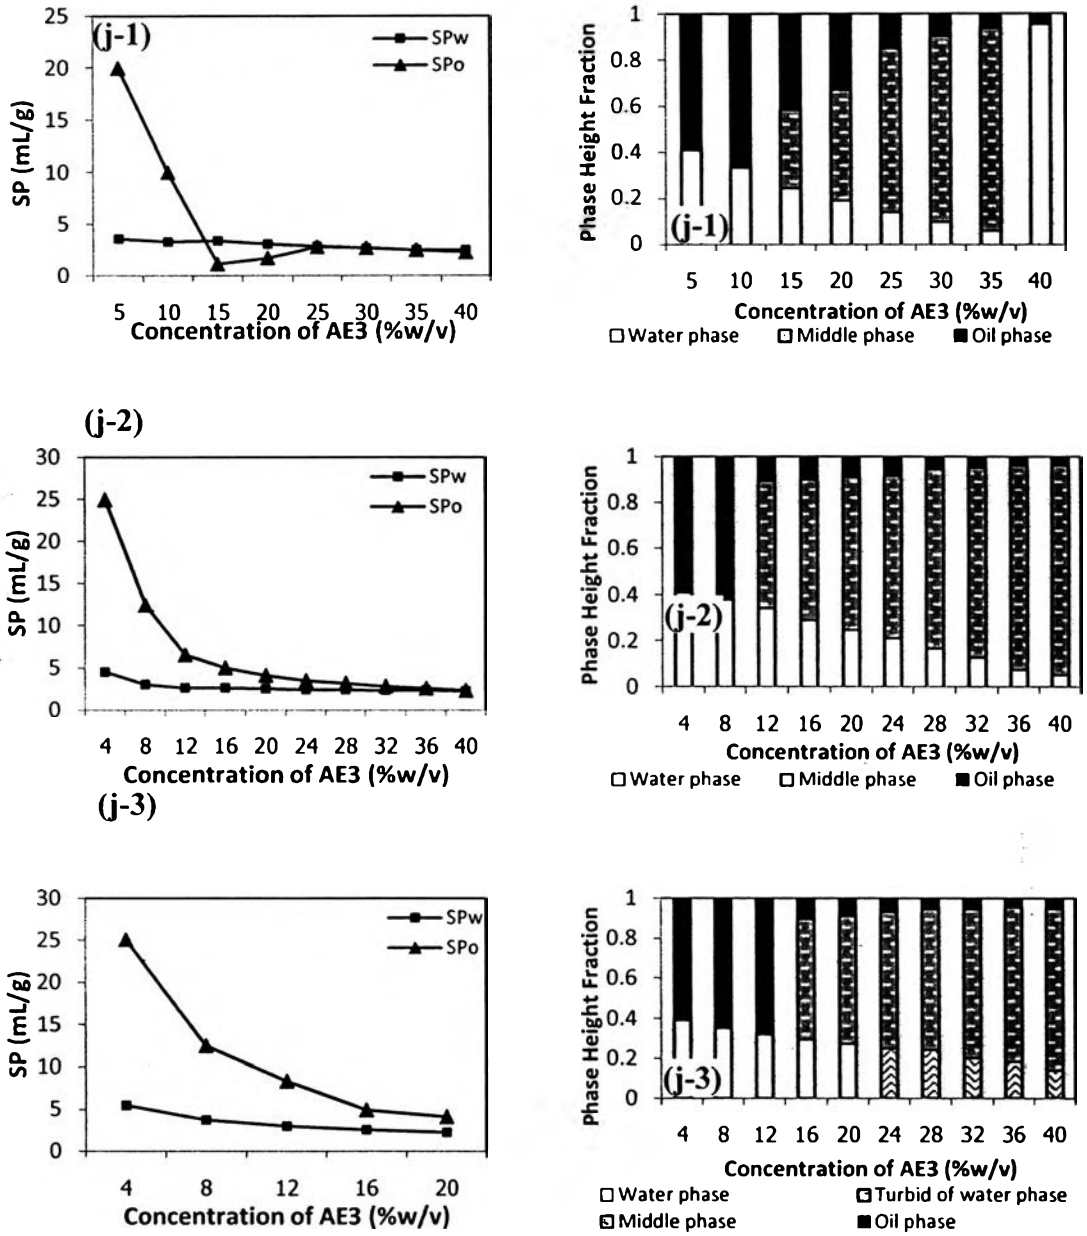 (j-1)
25
20
15
10
5
0
SP (mL/g)
SPw
SPo
5 10 15 20 25 30 35 40
Concentration of AE3 (%w/v)
1
0.8
0.6
0.4
0.2
0
Phase Height Fraction
(j-1)
5 10 15 20 25 30 35 40
Concentration of AE3 (%w/v)
Water phase Middle phase Oil phase
(j-2)
30
25
20
15
10
5
0
SP (mL/g)
SPw
SPo
4 8 12 16 20 24 28 32 36 40
Concentration of AE3 (%w/v)
1
0.8
0.6
0.4
0.2
0
Phase Height Fraction
(j-2)
4 8 12 16 20 24 28 32 36 40
Concentration of AE3 (%w/v)
Water phase Middle phase Oil phase
(j-3)
30
25
20
15
10
5
0
SP (mL/g)
SPw
SPo
4 8 12 16 20
Concentration of AE3 (%w/v)
1
0.8
0.6
0.4
0.2
0
Phase Height Fraction
(j-3)
4 8 12 16 20 24 28 32 36 40
Concentration of AE3 (%w/v)
Water phase Turbid of water phase
Middle phase Oil phase